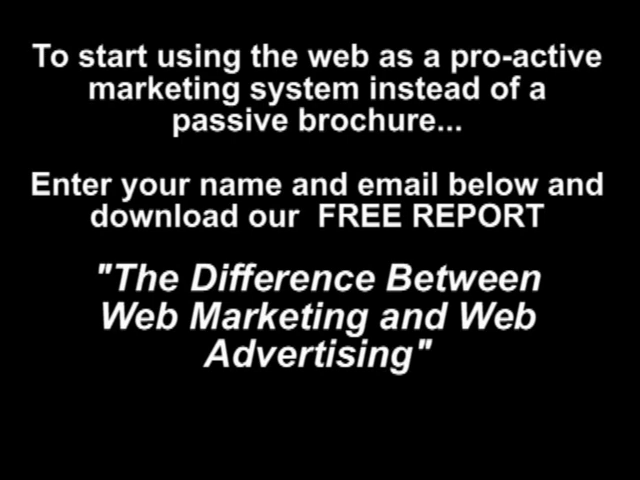 To start using the web as a pro-active
marketing system instead of a
passive brochure...
Enter your name and email below and
download our  FREE REPORT
"The Difference Between
Web Marketing and Web
Advertising"